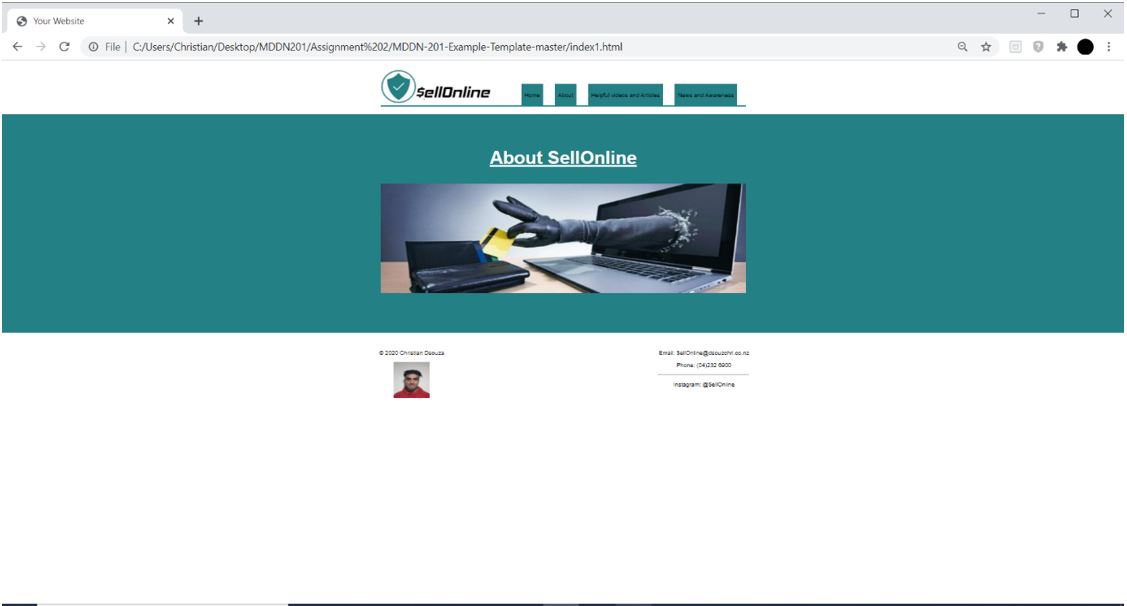 Your Website
File
C:/Users/Christian/Desktop/MDDN201/Assignment%202/MDDN-201-Example-Template-master/index1.html
$ellOnline
Home
About
Helpful videos and Articles
News and Awareness
About SellOnline
© 2020 Christian Dsouza
Email: SellOnline@dsouzchri.co.nz
Phone: (04)232 6900
Instagram: @SellOnline